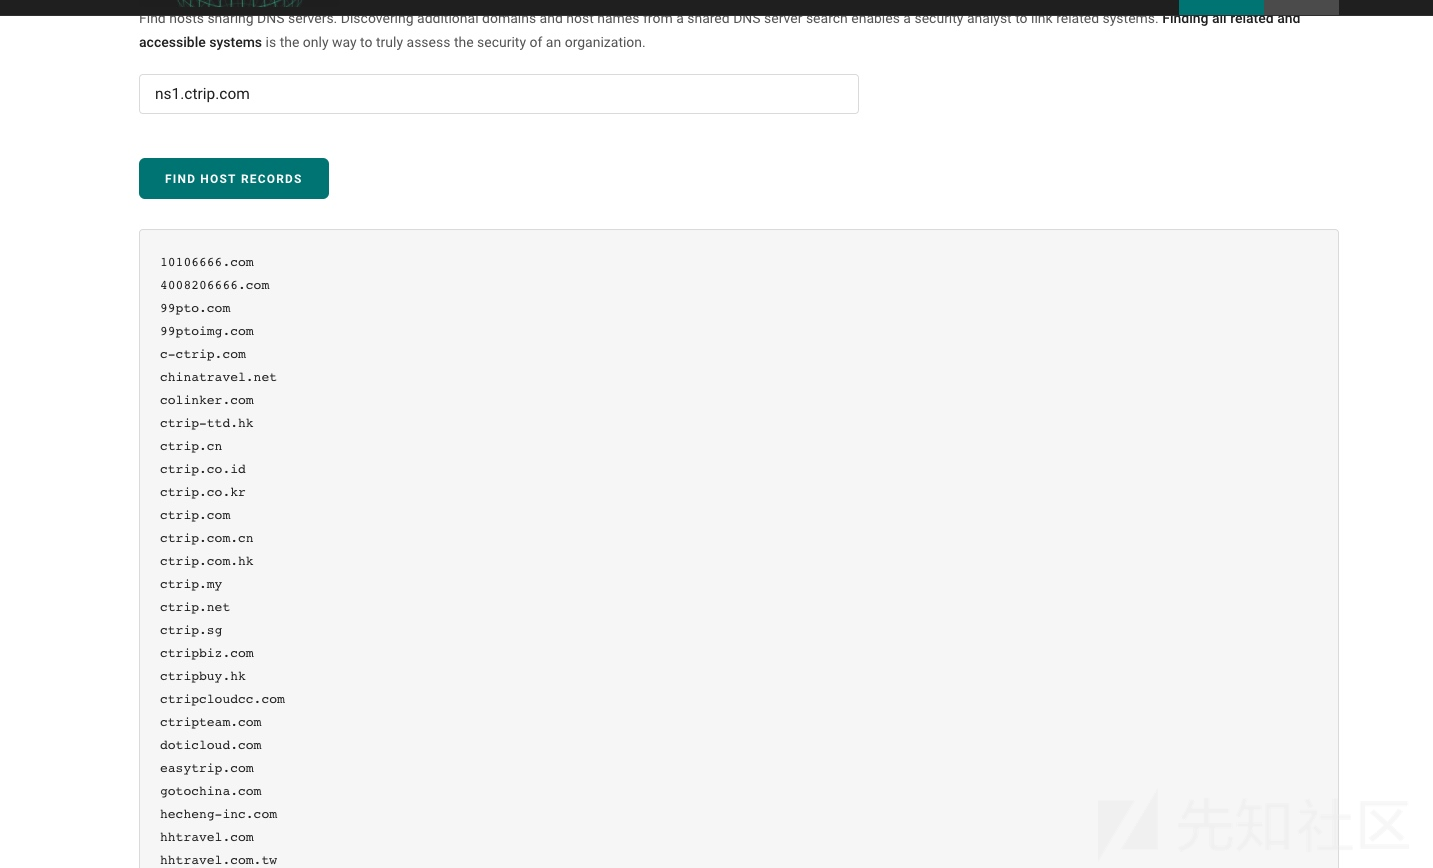 Find hosts sharing DNS servers. Discovering additional domains and host names from a shared DNS server search enables a security analyst to link related systems. Finding all related and
accessible systems is the only way to truly assess the security of an organization.
ns1.ctrip.com
FIND HOST RECORDS
10106666.com
4008206666.com
99pto.com
99ptoimg.com
c-ctrip.com
chinatravel.net
colinker.com
ctrip-ttd.hk
ctrip.cn
ctrip.co.id
ctrip.co.kr
ctrip.com
ctrip.com.cn
ctrip.com.hk
ctrip.my
ctrip.net
ctrip.sg
ctripbiz.com
ctripbuy.hk
ctripcloudcc.com
ctripteam.com
doticloud.com
easytrip.com
gotochina.com
hecheng-inc.com
hhtravel.com
hhtravel.com.tw
先知社区